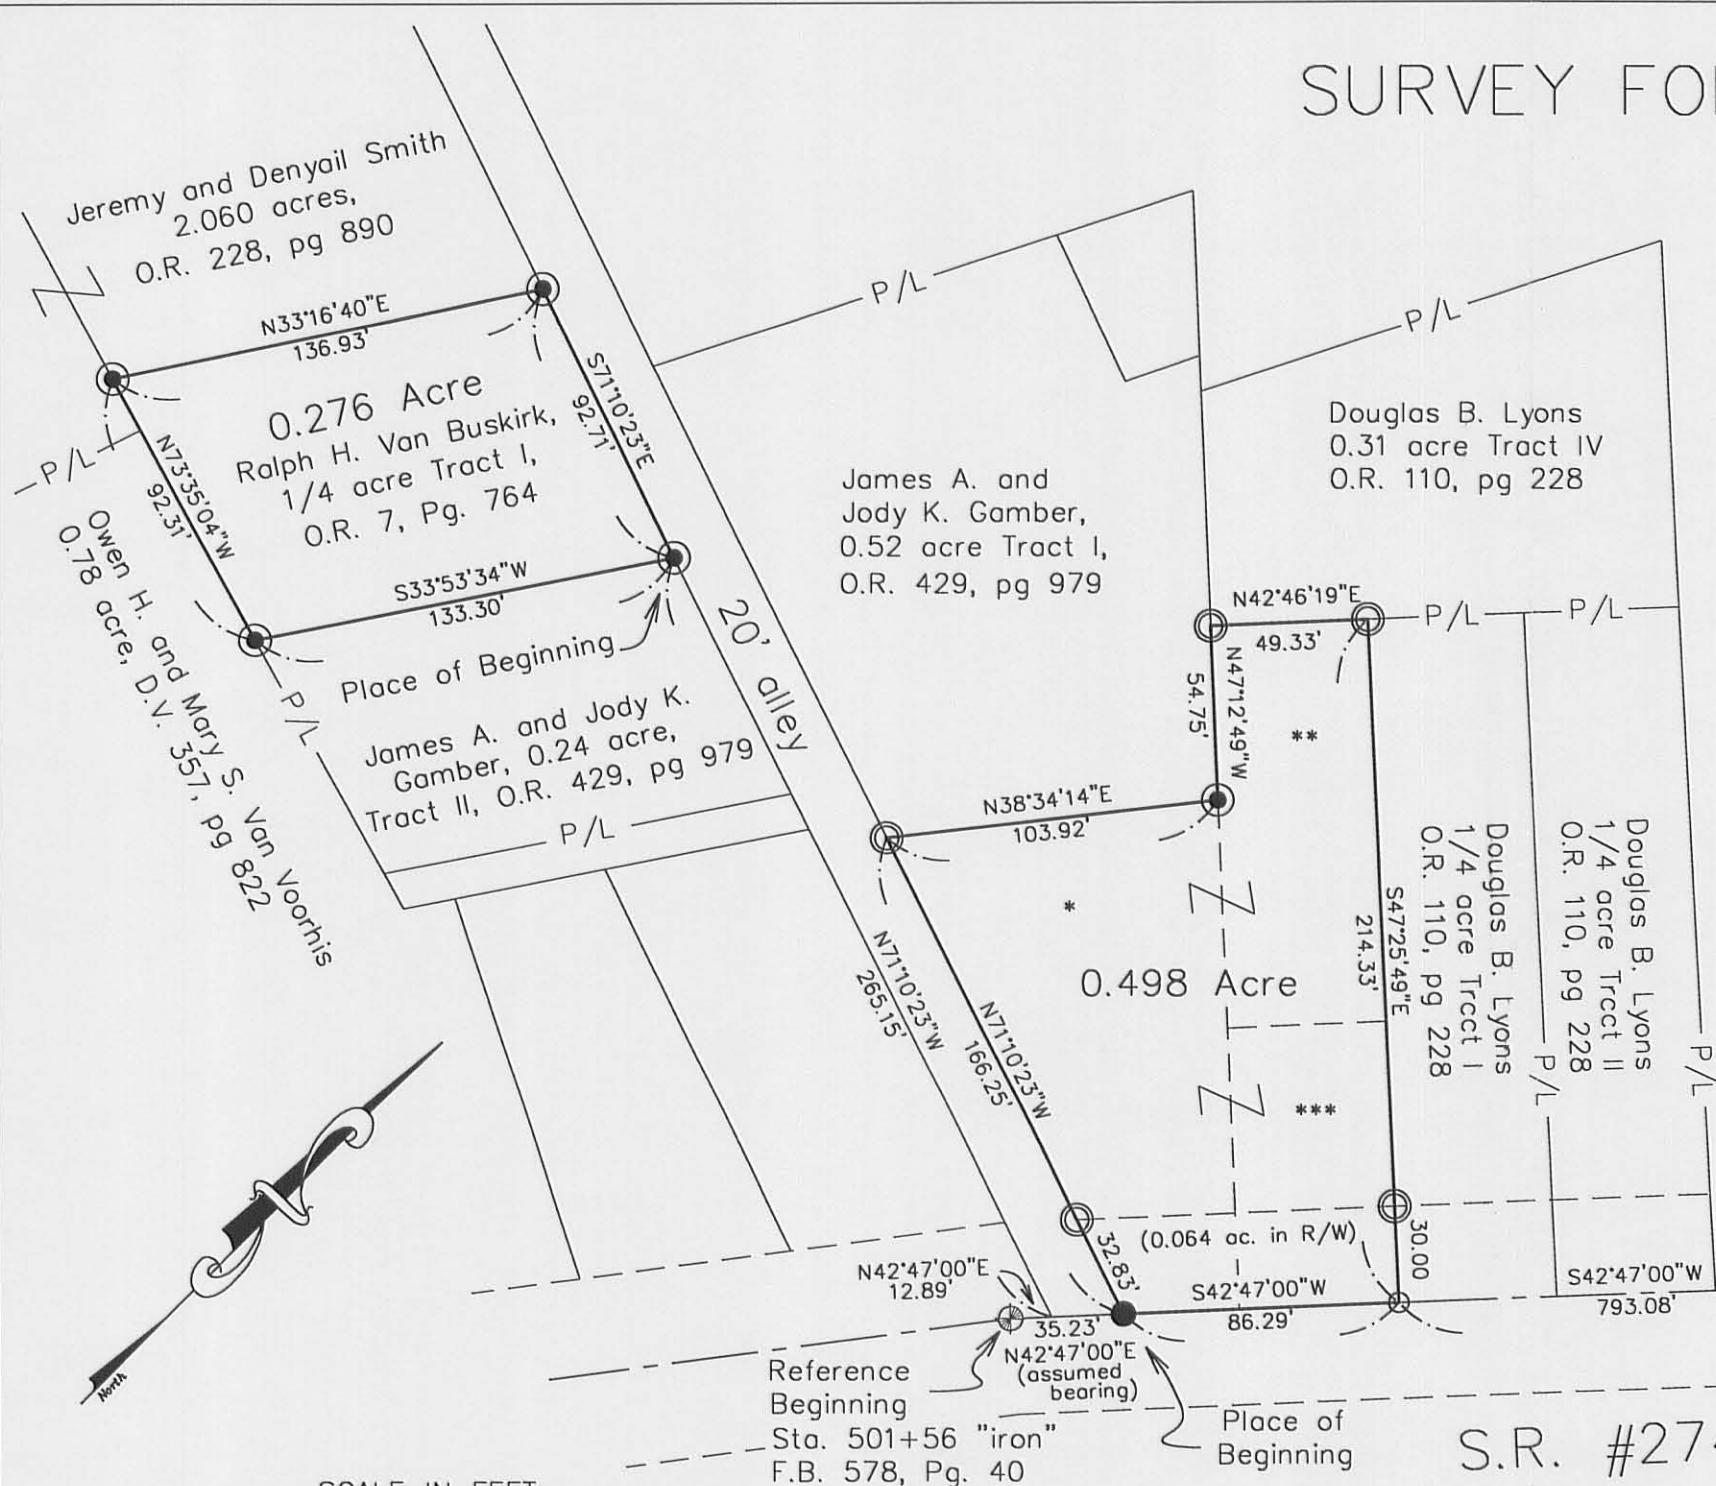 SURVEY FO
Jeremy and Denyail Smith
2.060 acres,
O.R. 228, pg 890
N33°16'40"E
136.93'
0.276 Acre
Ralph H. Van Buskirk,
1/4 acre Tract I,
O.R. 7, Pg. 764
S71°10'23"E
92.71'
N73°35'04"W
92.31'
P/L
S33°53'34"W
133.30'
Place of Beginning
Owen H. and Mary S. Van Voorhis
0.78 acre, D.V. 357, pg 822
P/L
James A. and Jody K.
Gamber, 0.24 acre,
Tract II, O.R. 429, pg 979
P/L
20' alley
P/L
P/L
James A. and
Jody K. Gamber,
0.52 acre Tract I,
O.R. 429, pg 979
Douglas B. Lyons
0.31 acre Tract IV
O.R. 110, pg 228
N42°46'19"E
49.33'
P/L
P/L
N47°12'49"W
54.75'
**
N38°34'14"E
103.92'
*
0.498 Acre
S47°25'49"E
214.33'
Douglas B. Lyons
1/4 acre Trcct I
O.R. 110, pg 228
Douglas B. Lyons
1/4 acre Trcct II
O.R. 110, pg 228
P/L
P/L
N71°10'23"W
265.15'
N71°10'23"W
166.25'
***
(0.064 ac. in R/W)
32.83'
30.00
N42°47'00"E
12.89'
S42°47'00"W
86.29'
S42°47'00"W
793.08'
35.23'
N42°47'00"E
(assumed
bearing)
Reference
Beginning
Sta. 501+56 "iron"
F.B. 578, Pg. 40
Place of
Beginning
S.R. #27
North
SCALE IN FEET